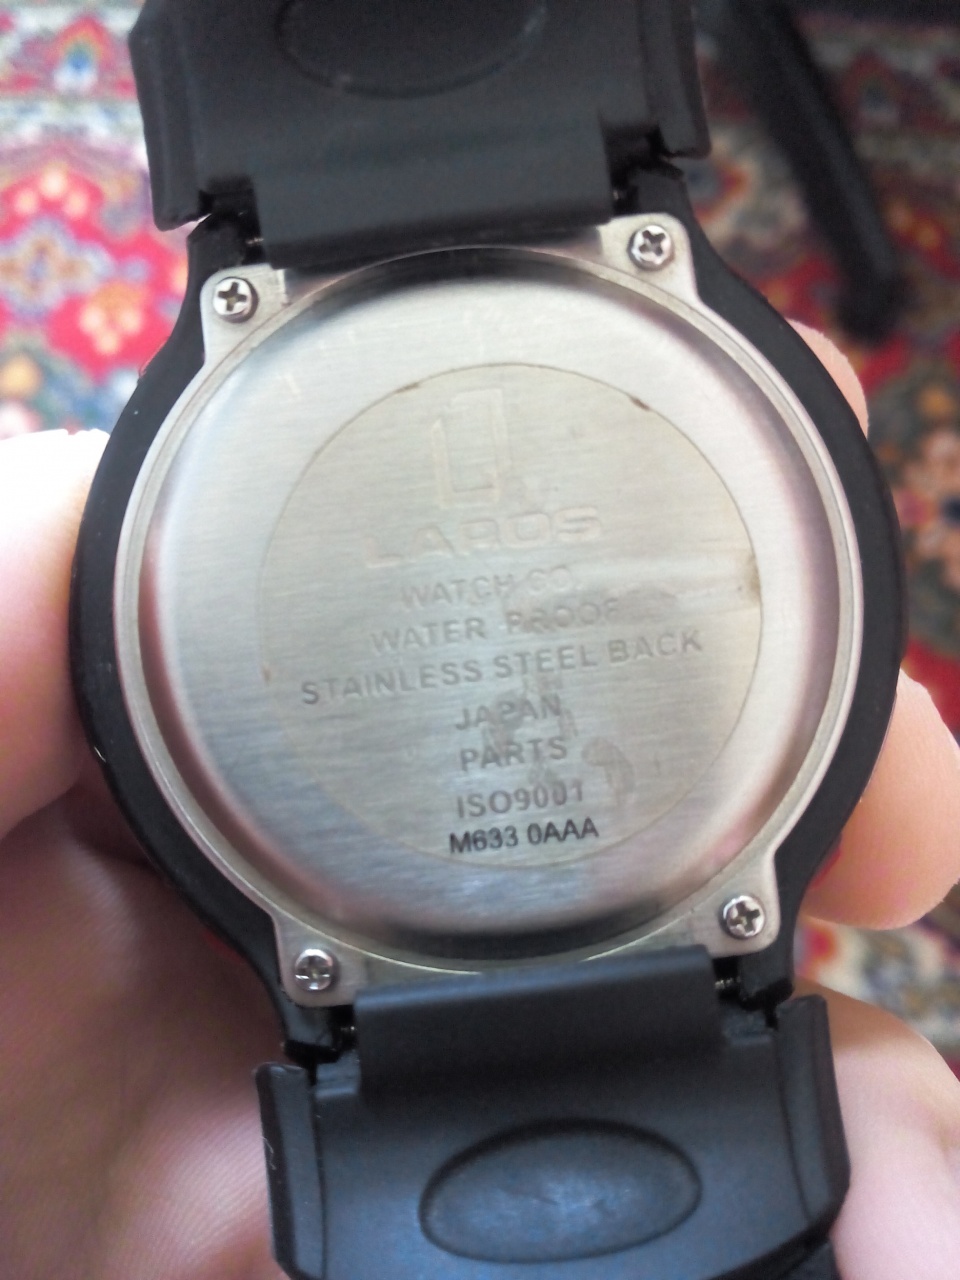 LAROS
WATCH CO.
WATER PROOF
STAINLESS STEEL BACK
JAPAN
PARTS
ISO9001
M633 0AAA